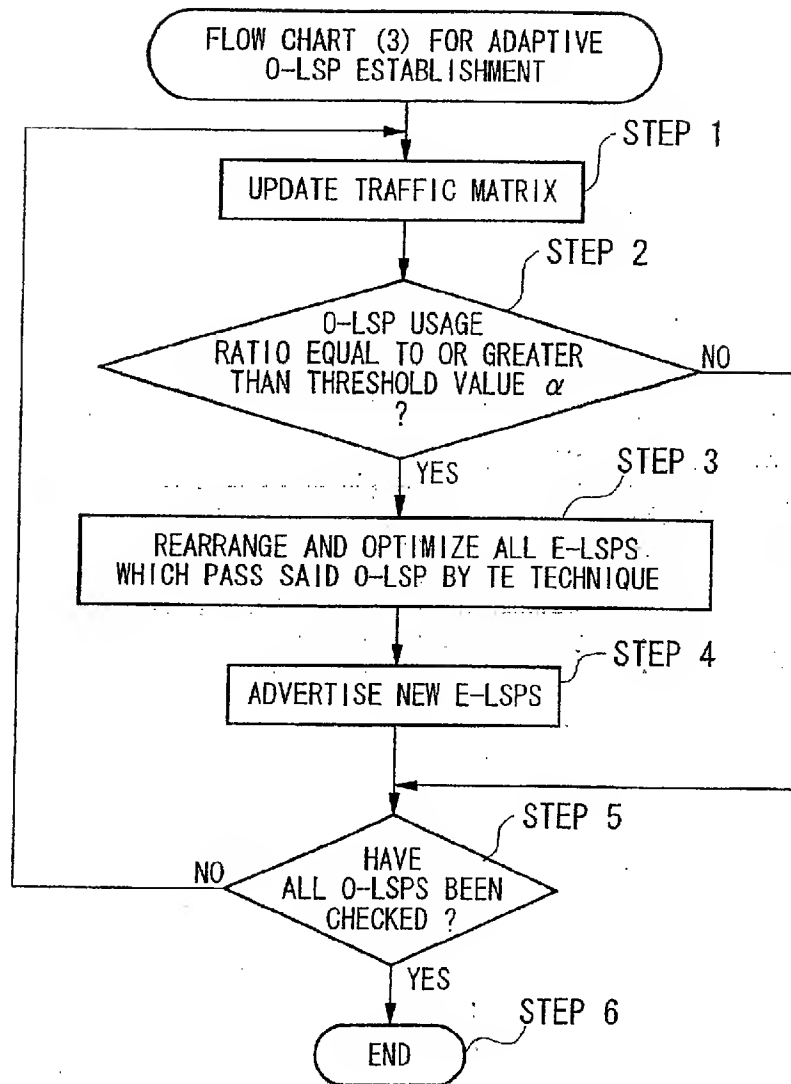 FLOW CHART (3) FOR ADAPTIVE
O-LSP ESTABLISHMENT
STEP 1
UPDATE TRAFFIC MATRIX
STEP 2
O-LSP USAGE
RATIO EQUAL TO OR GREATER
THAN THRESHOLD VALUE α
?
NO
YES
STEP 3
REARRANGE AND OPTIMIZE ALL E-LSPS
WHICH PASS SAID O-LSP BY TE TECHNIQUE
STEP 4
ADVERTISE NEW E-LSPS
STEP 5
HAVE
ALL O-LSPS BEEN
CHECKED ?
NO
YES
STEP 6
END